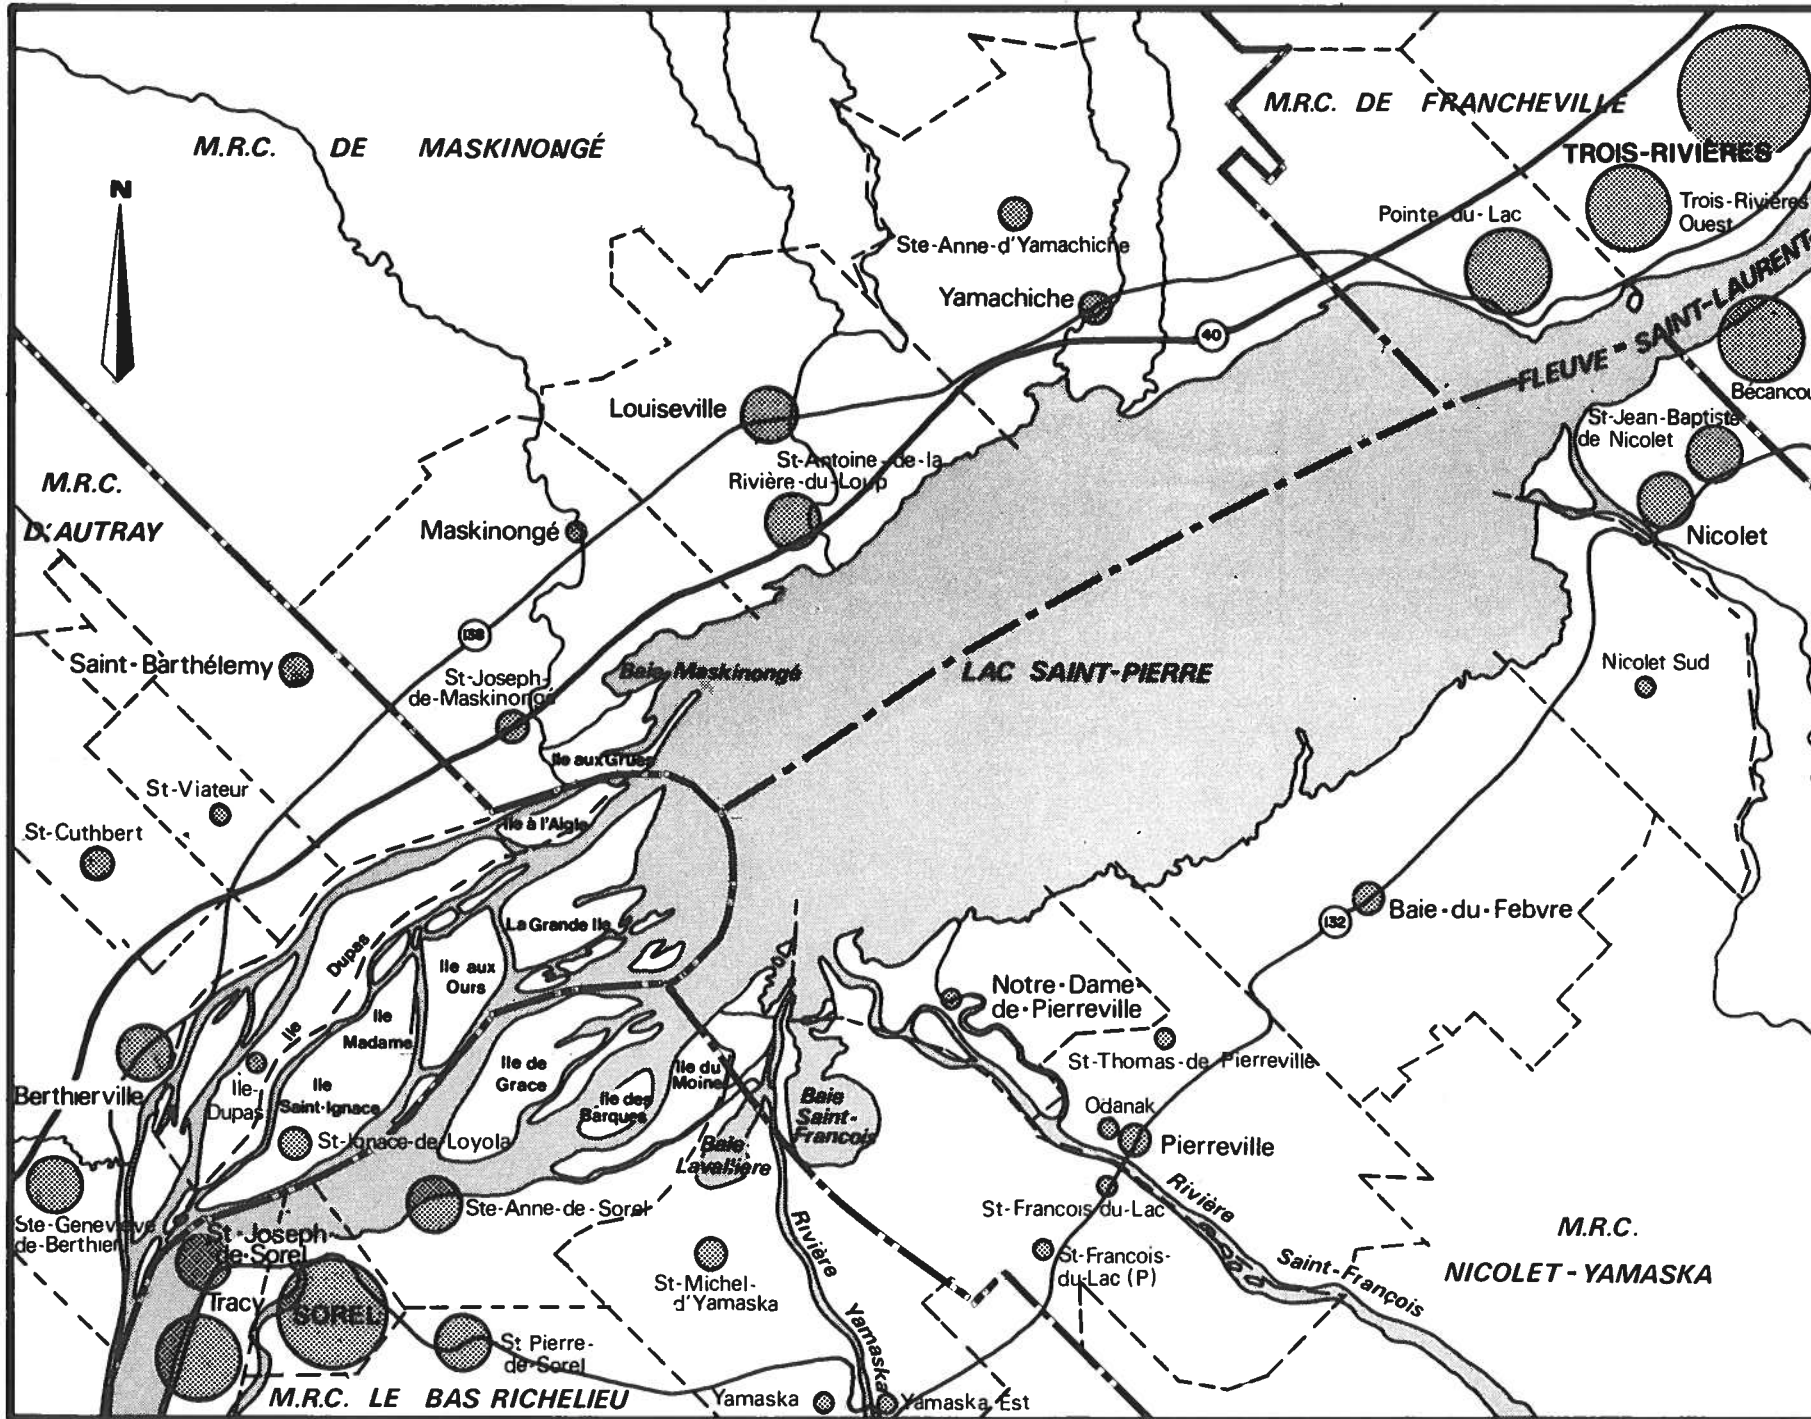 M.R.C. DE MASKINONGÉ
M.R.C. DE FRANCHEVILLE
TROIS-RIVIÈRES
N
Trois-Rivières
Ouest
Pointe-du-Lac
Ste-Anne-d'Yamachiche
Yamachiche
40
FLEUVE - SAINT-LAURENT
Bécancou
Louiseville
St-Jean-Baptiste
de Nicolet
St-Antoine-de-la
Rivière-du-Loup
M.R.C.
D'AUTRAY
Maskinongé
Nicolet
138
Saint-Barthélemy
St-Joseph-
de-Maskinongé
Baie Maskinongé
LAC SAINT-PIERRE
Nicolet Sud
Ile aux Grues
St-Viateur
Ile à l'Aigle
St-Cuthbert
132
Baie-du-Febvre
La Grande Ile
Ile Dupas
Ile aux
Ours
Notre-Dame-
de-Pierreville
Ile
Madame
St-Thomas-de Pierreville
Ile de
Grace
Ile du
Moine
Berthierville
Ile-
Dupas
Ile
Saint-Ignace
Ile des
Barques
Baie
Saint-
François
Odanak
Pierreville
St-Ignace-de-Loyola
Baie
Lavallière
Ste-Geneviève
de-Berthier
Ste-Anne-de-Sorel
St-Francois du-Lac
Rivière
Saint-François
St-Joseph-
de-Sorel
St-Michel-
d'Yamaska
Rivière
Yamaska
St-Francois-
du-Lac (P)
M.R.C.
NICOLET-YAMASKA
Tracy
SOREL
St Pierre-
de-Sorel
M.R.C. LE BAS RICHELIEU
Yamaska
Yamaska Est